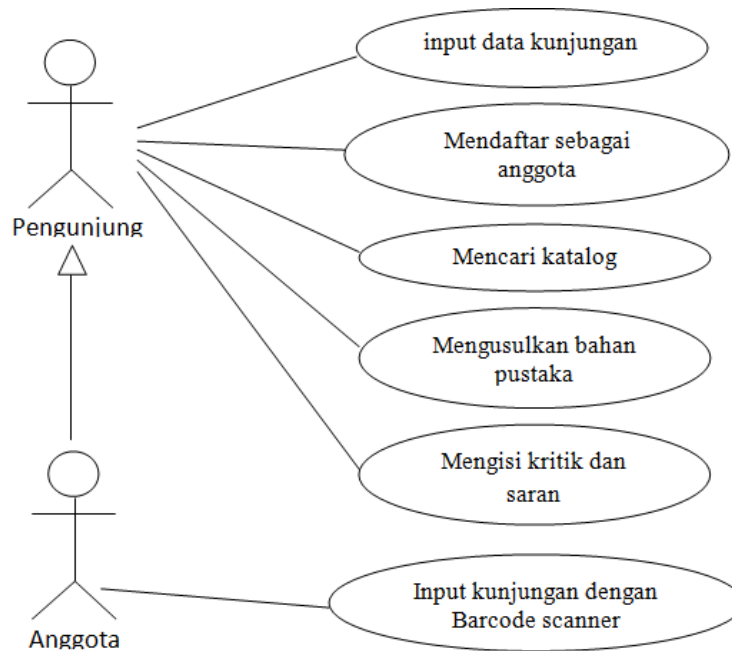 input data kunjungan
Mendaftar sebagai
anggota
Pengunjung
Mencari katalog
Mengusulkan bahan
pustaka
Mengisi kritik dan
saran
Input kunjungan dengan
Barcode scanner
Anggota